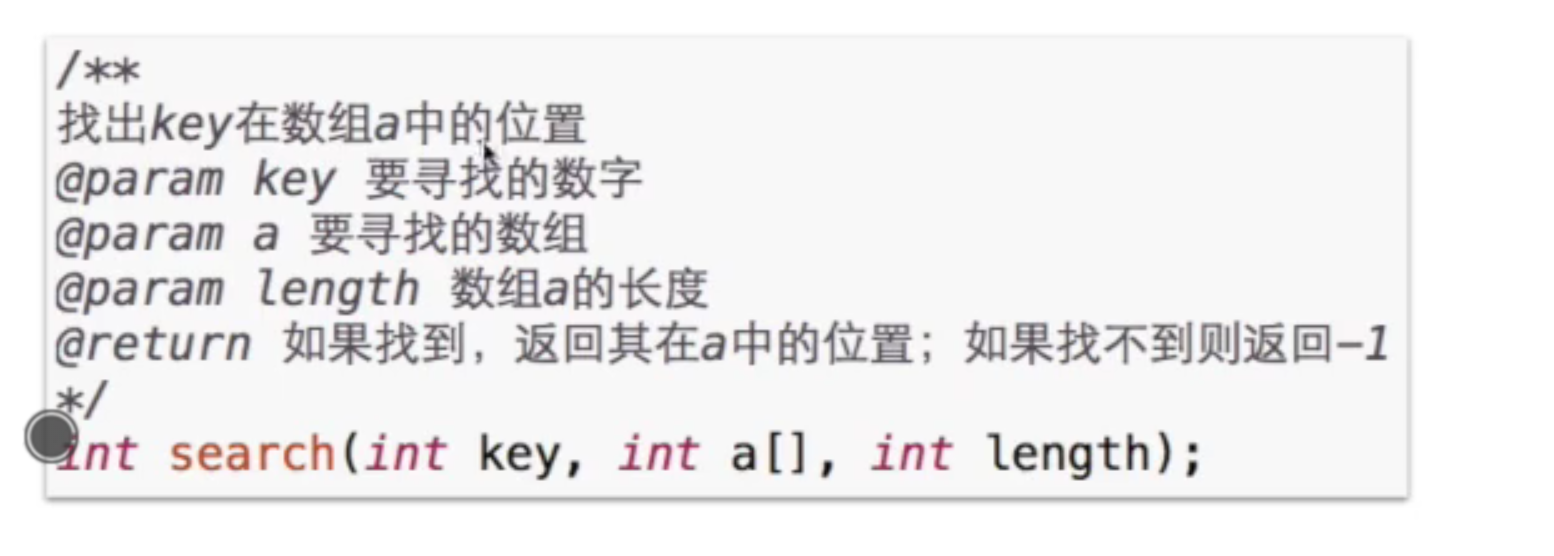 /**
找出key在数组a中的位置
@param key 要寻找的数字
@param a 要寻找的数组
@param length 数组a的长度
@return 如果找到，返回其在a中的位置；如果找不到则返回-1
*/
int search(int key, int a[], int length);